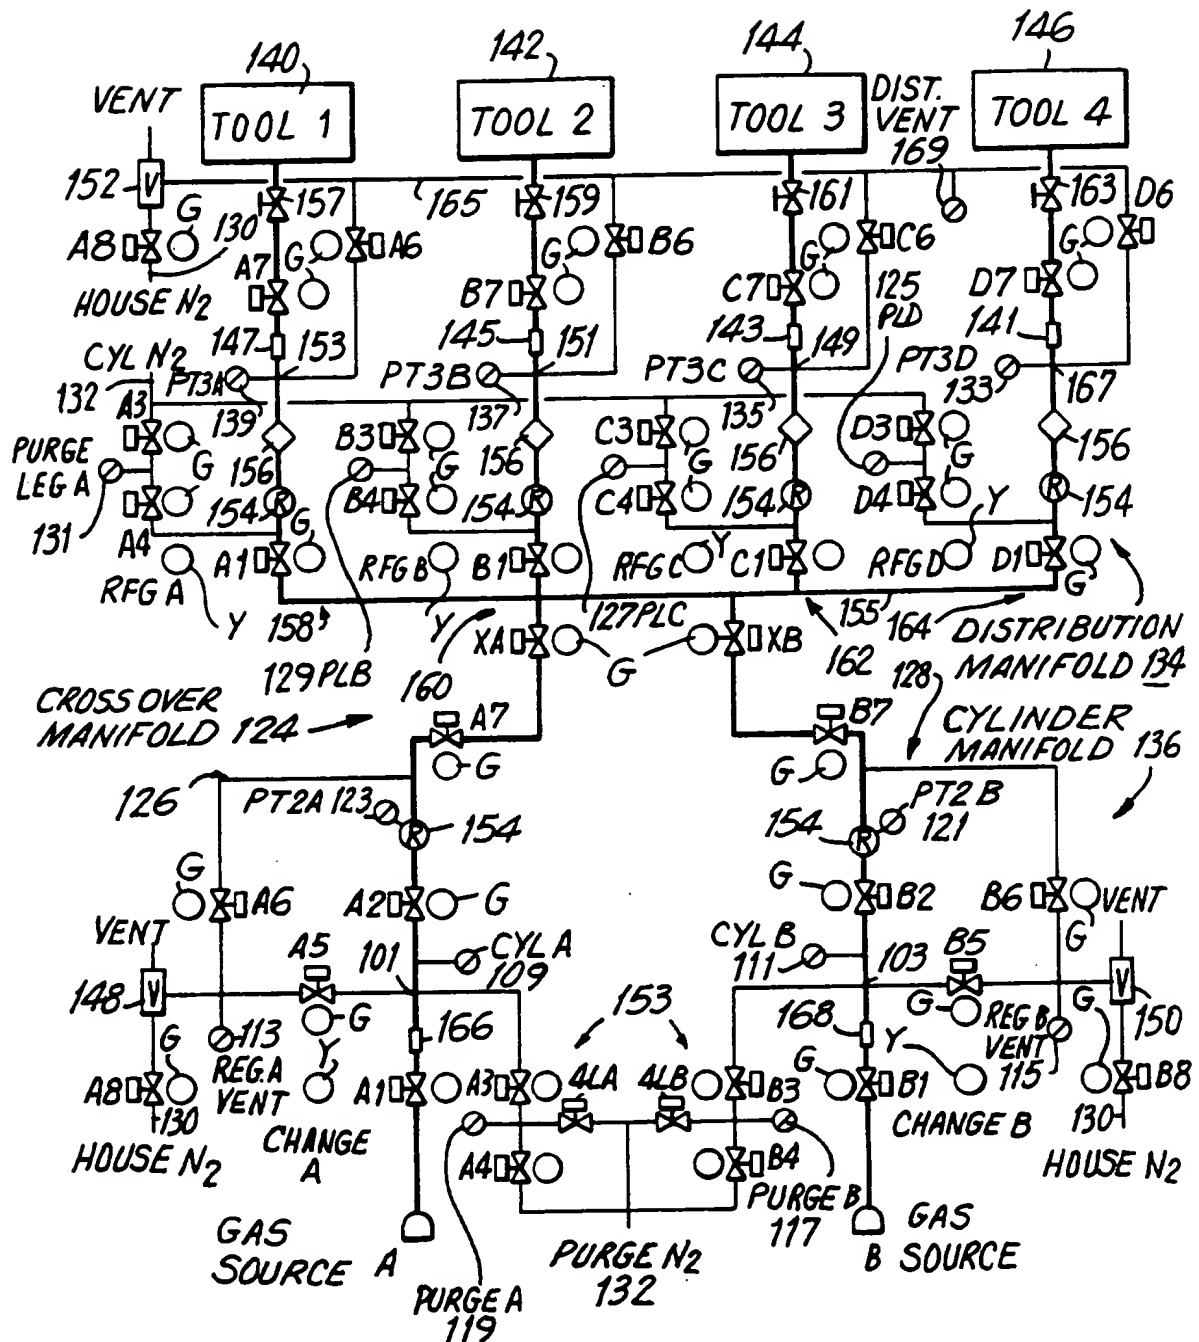 140
142
144
146
VENT
TOOL 1
TOOL 2
TOOL 3
DIST.
VENT
169
TOOL 4
152
V
G
130
157
165
159
161
163
D6
A8
A7
G
A6
G
B6
G
C6
G
HOUSE N2
B7
C7
125
PLD
D7
147
153
145
151
143
149
141
CYL N2
PT3A
PT3B
PT3C
PT3D
132
A3
139
137
135
133
167
PURGE
LEG A
G
156
B3
G
156
C3
G
156
D3
G
156
131
154
R
B4
154
R
C4
154
R
D4
Y
R
154
A4
G
A1
RFG A
RFG B
B1
RFG C
Y
C1
RFG D
D1
G
Y
158
Y
127 PLC
155
164
DISTRIBUTION
MANIFOLD 134
129 PLB
160
XA
G
XB
162
128
CROSS OVER
MANIFOLD 124
A7
B7
CYLINDER
MANIFOLD 136
G
G
126
PT2A 123
R
154
154
R
PT2 B
121
G
A6
A2
G
G
B2
B6
G
VENT
VENT
A5
101
CYL A
109
CYL B
111
103
B5
148
V
G
166
153
168
G
REG B
VENT
G
V
150
G
113
REG. A
VENT
Y
Y
115
A8
A1
A3
4LA
4LB
B3
G
B1
B8
130
HOUSE N2
CHANGE
A
A4
B4
CHANGE B
130
HOUSE N2
PURGE B
117
GAS
SOURCE A
PURGE N2
132
B
GAS
SOURCE
PURGE A
119